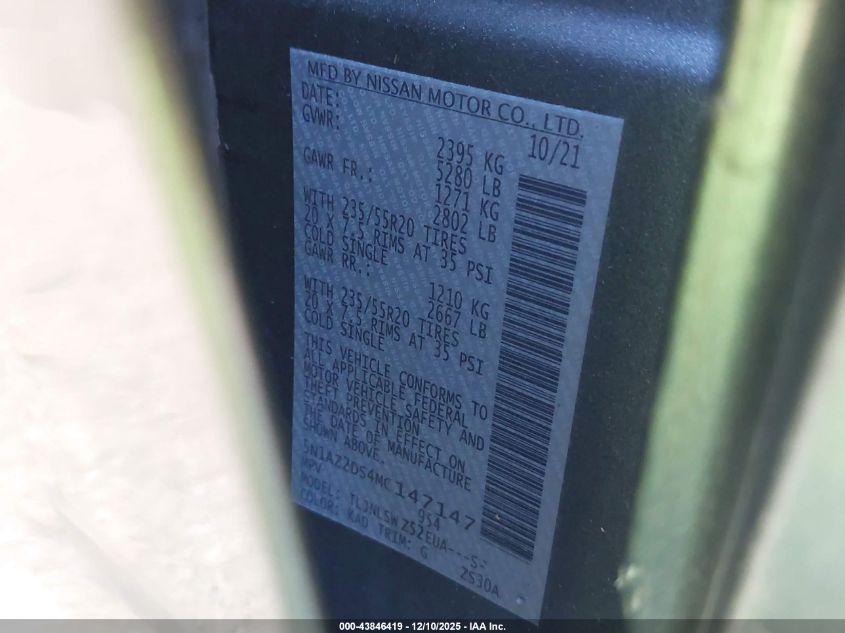 MFD BY NISSAN MOTOR CO., LTD.
DATE: 10/21
GVWR: 2395 KG
5280 LB
GAWR FR.: 1271 KG
2802 LB
WITH 235/55R20 TIRES
20 X 7.5 RIMS AT 35 PSI
COLD SINGLE
GAWR RR.: 1210 KG
2667 LB
WITH 235/55R20 TIRES
20 X 7.5 RIMS AT 35 PSI
COLD SINGLE
THIS VEHICLE CONFORMS TO
ALL APPLICABLE FEDERAL
MOTOR VEHICLE SAFETY AND
THEFT PREVENTION
STANDARDS IN EFFECT ON
THE DATE OF MANUFACTURE
SHOWN ABOVE.
5N1AZ2DS4MC147147
MPV 954
MODEL: TLJNLSWZ52EUA---S-
COLOR: KAD TRIM: G 2S30A
000-43846419 - 12/10/2025 - IAA Inc.